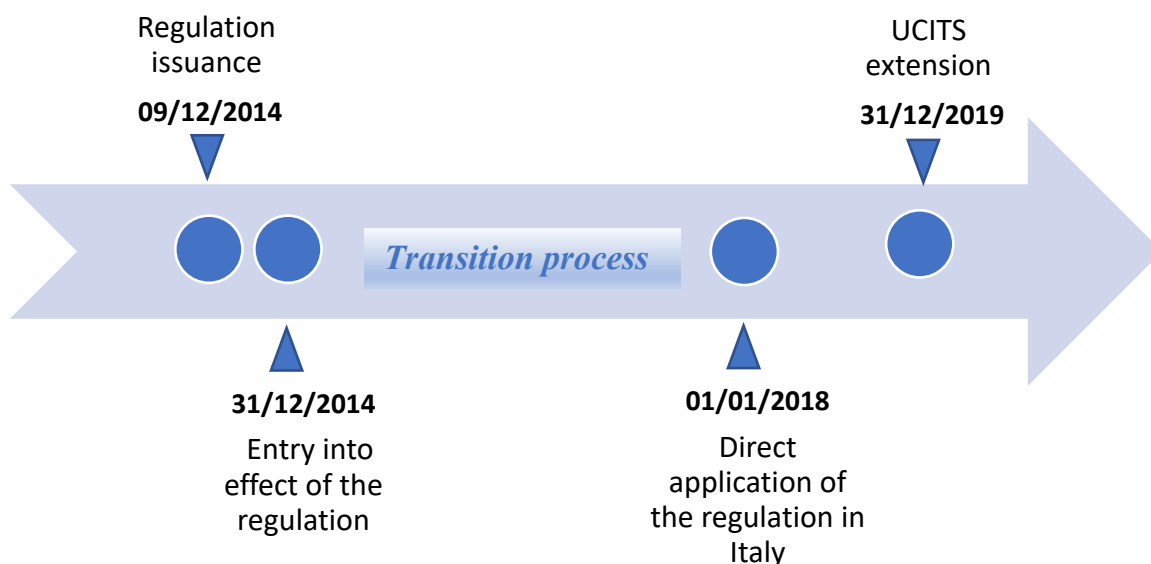 Regulation
issuance
09/12/2014
UCITS
extension
31/12/2019
Transition process
31/12/2014
Entry into
effect of the
regulation
01/01/2018
Direct
application of
the regulation in
Italy